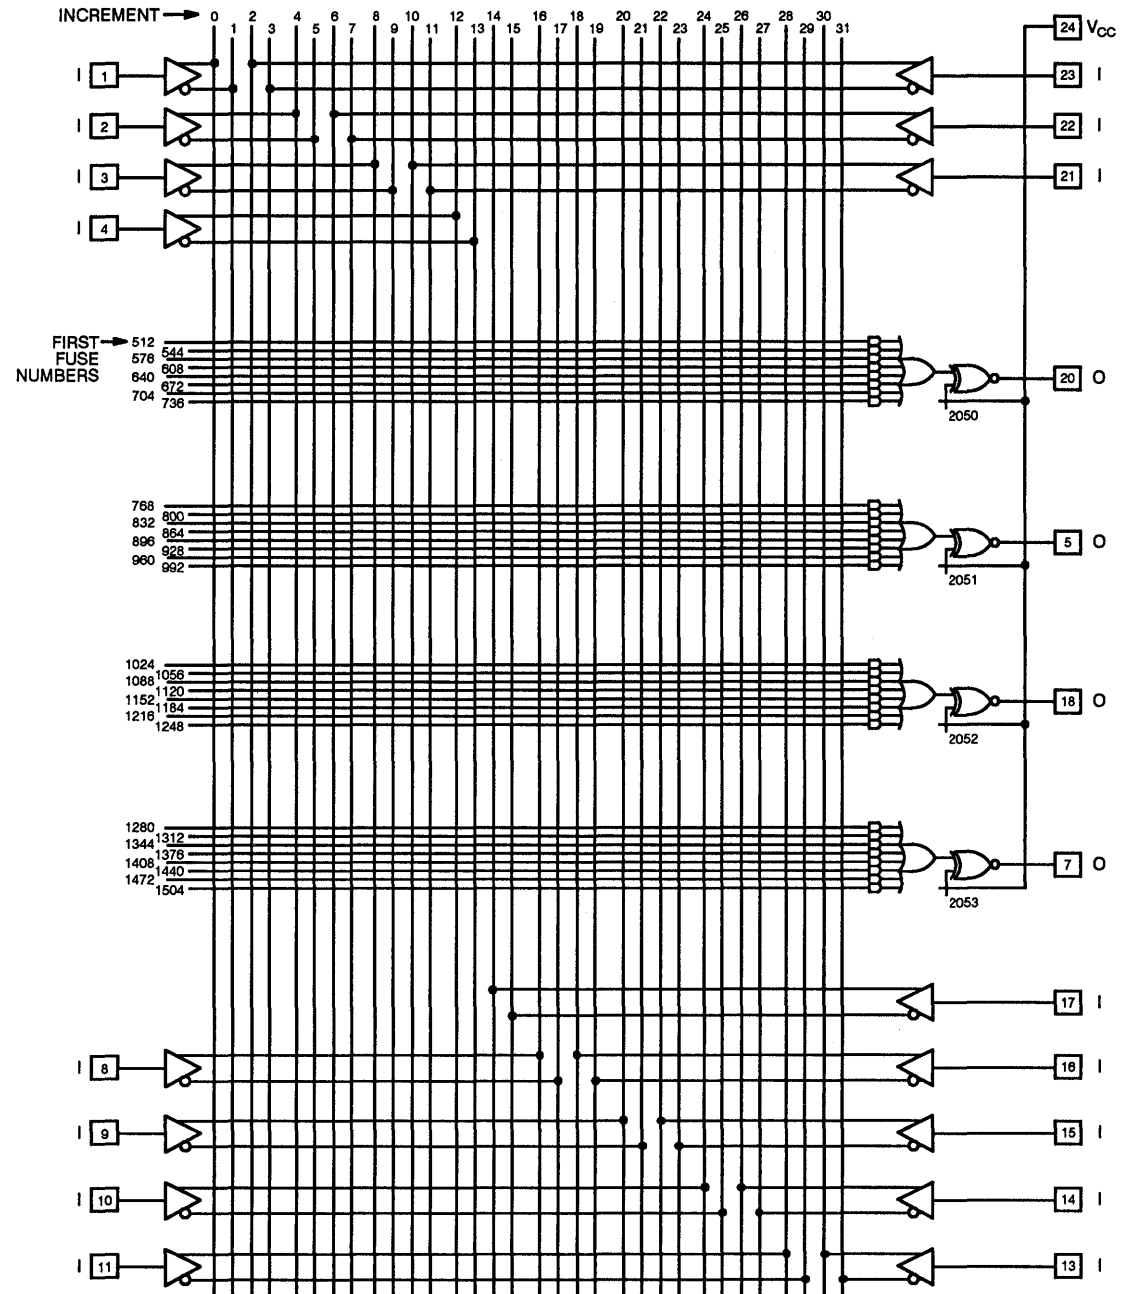 INCREMENT
0 2 4 6 8 10 12 14 16 18 20 22 24 26 28 30
1 3 5 7 9 11 13 15 17 19 21 23 25 27 29 31
24 VCC
I 1
23 I
I 2
22 I
I 3
21 I
I 4
FIRST
FUSE
NUMBERS
512
544
576
608
640
672
704
736
20 O
2050
768
800
832
864
896
928
960
992
5 O
2051
1024
1056
1088
1120
1152
1184
1216
1248
18 O
2052
1280
1312
1344
1376
1408
1440
1472
1504
7 O
2053
17 I
I 8
16 I
I 9
15 I
I 10
14 I
I 11
13 I